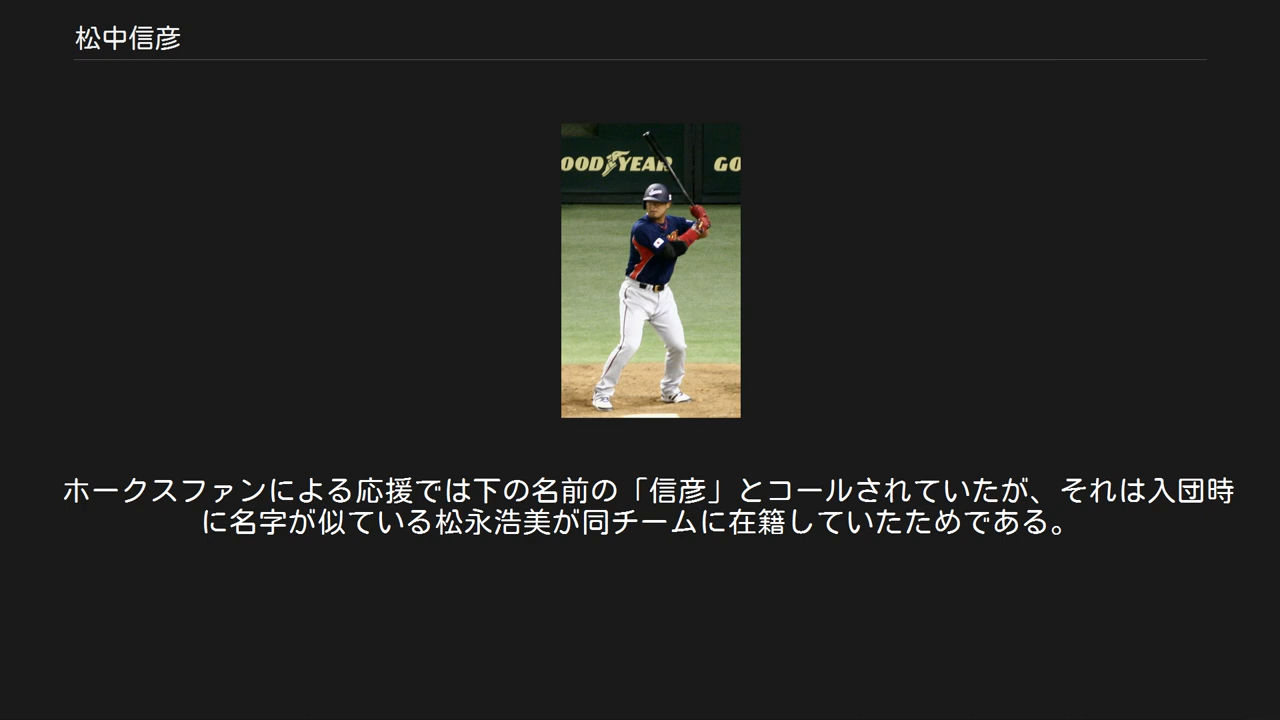 松中信彦
GOODYEAR GO
ホークスファンによる応援では下の名前の「信彦」とコールされていたが、それは入団時
に名字が似ている松永浩美が同チームに在籍していたためである。